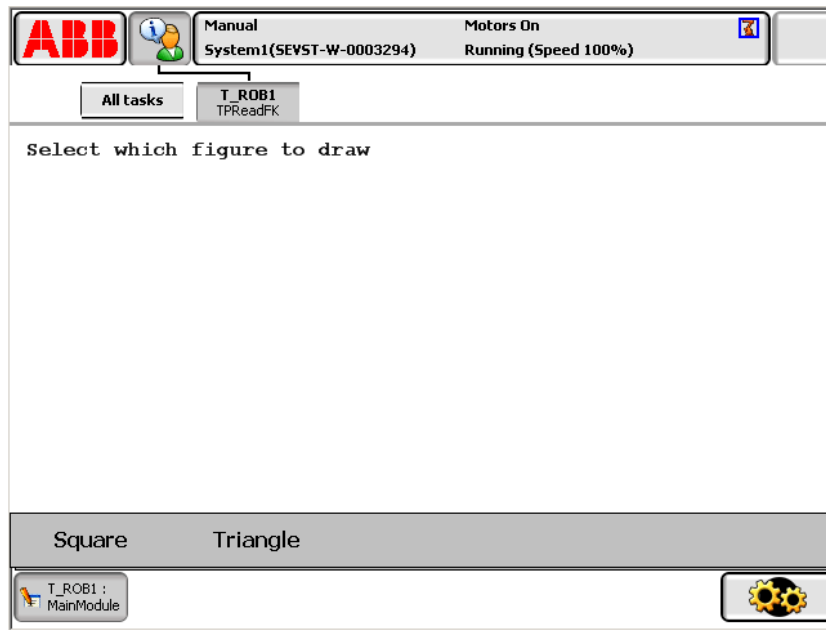 ABB
Manual
System1(SEVST-W-0003294)
Motors On
Running (Speed 100%)
All tasks
T_ROB1
TPReadFK
Select which figure to draw
Square
Triangle
T_ROB1 :
MainModule